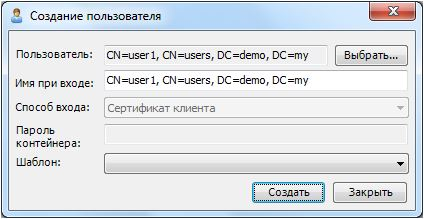 Создание пользователя
Пользователь: CN=user1, CN=users, DC=demo, DC=my Выбрать...
Имя при входе: CN=user1, CN=users, DC=demo, DC=my
Способ входа: Сертификат клиента
Пароль
контейнера:
Шаблон:
Создать Закрыть